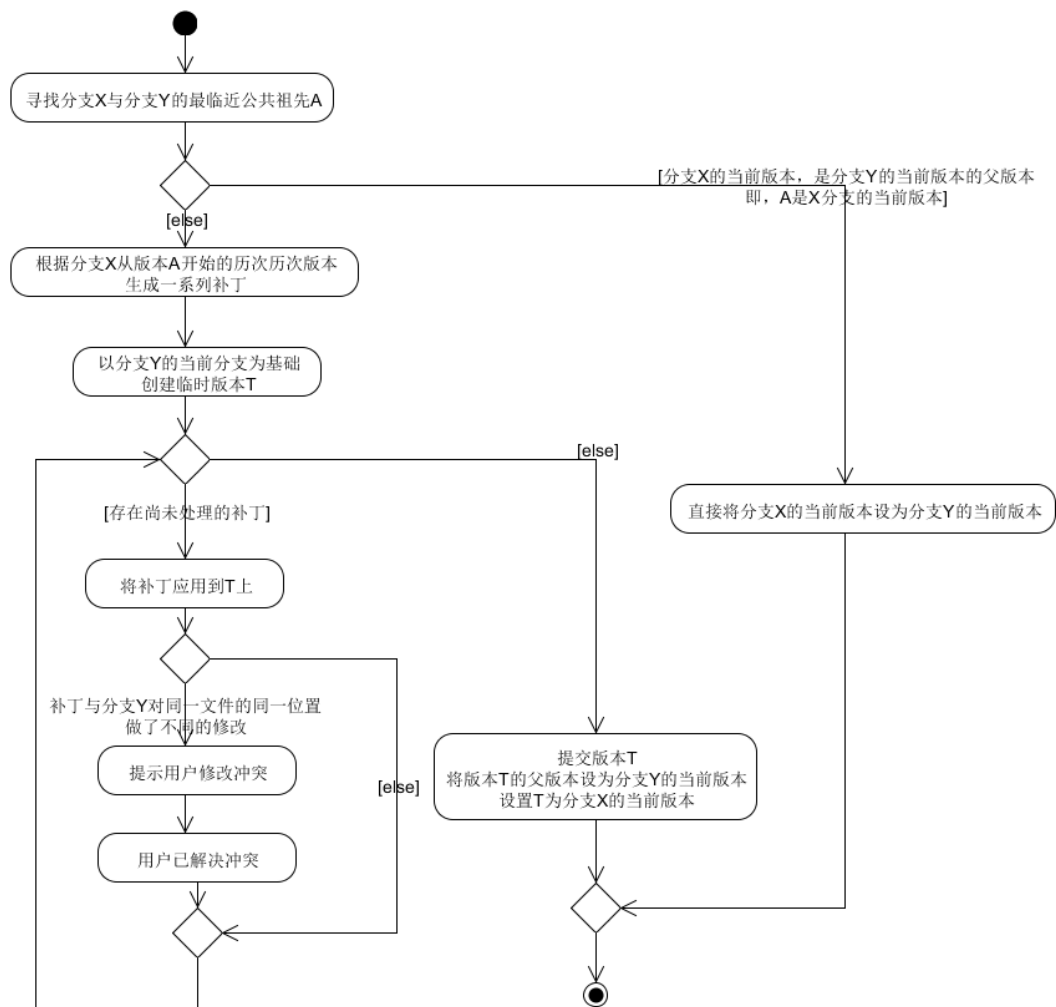 寻找分支X与分支Y的最临近公共祖先A
[分支X的当前版本，是分支Y的当前版本的父版本
即，A是X分支的当前版本]
[else]
根据分支X从版本A开始的历次历次版本
生成一系列补丁
以分支Y的当前分支为基础
创建临时版本T
[else]
[存在尚未处理的补丁]
直接将分支X的当前版本设为分支Y的当前版本
将补丁应用到T上
补丁与分支Y对同一文件的同一位置
做了不同的修改
提示用户修改冲突
[else]
提交版本T
将版本T的父版本设为分支Y的当前版本
设置T为分支X的当前版本
用户已解决冲突